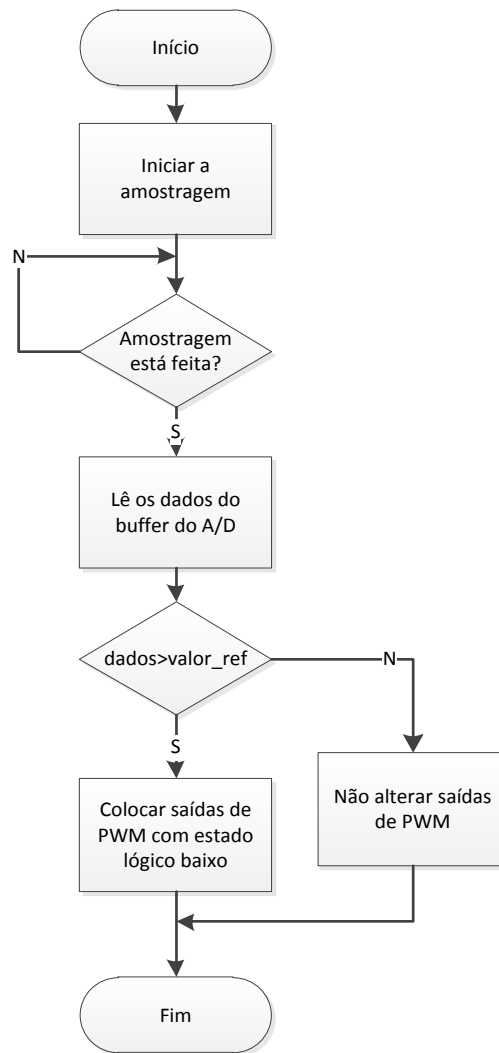 Início
Iniciar a
amostragem
N
Amostragem
está feita?
S
Lê os dados do
buffer do A/D
dados>valor_ref
N
S
Colocar saídas de
PWM com estado
lógico baixo
Não alterar saídas
de PWM
Fim